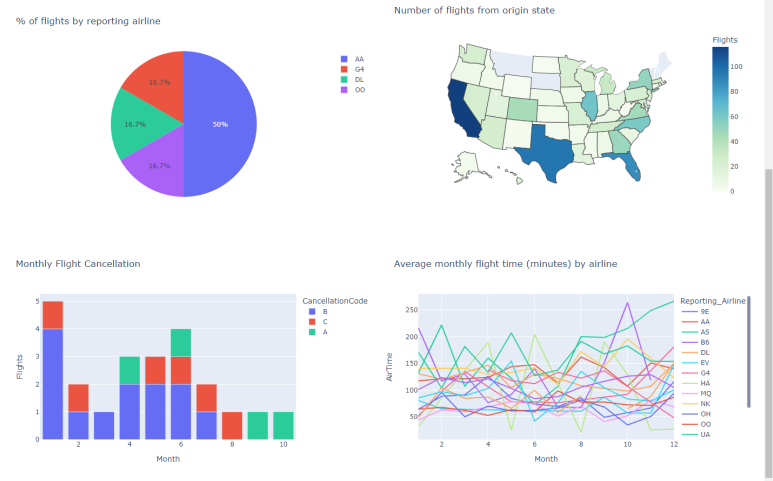 % of flights by reporting airline
AA
G4
DL
OO
16.7%
16.7%
50%
16.7%
Number of flights from origin state
Flights
100
80
60
40
20
0
Monthly Flight Cancellation
CancellationCode
B
C
A
Flights
5
4
3
2
1
0
2
4
6
8
10
Month
Average monthly flight time (minutes) by airline
Reporting_Airline
9E
AA
AS
B6
DL
EV
G4
HA
MQ
NK
OH
OO
UA
AirTime
250
200
150
100
50
2
4
6
8
10
12
Month